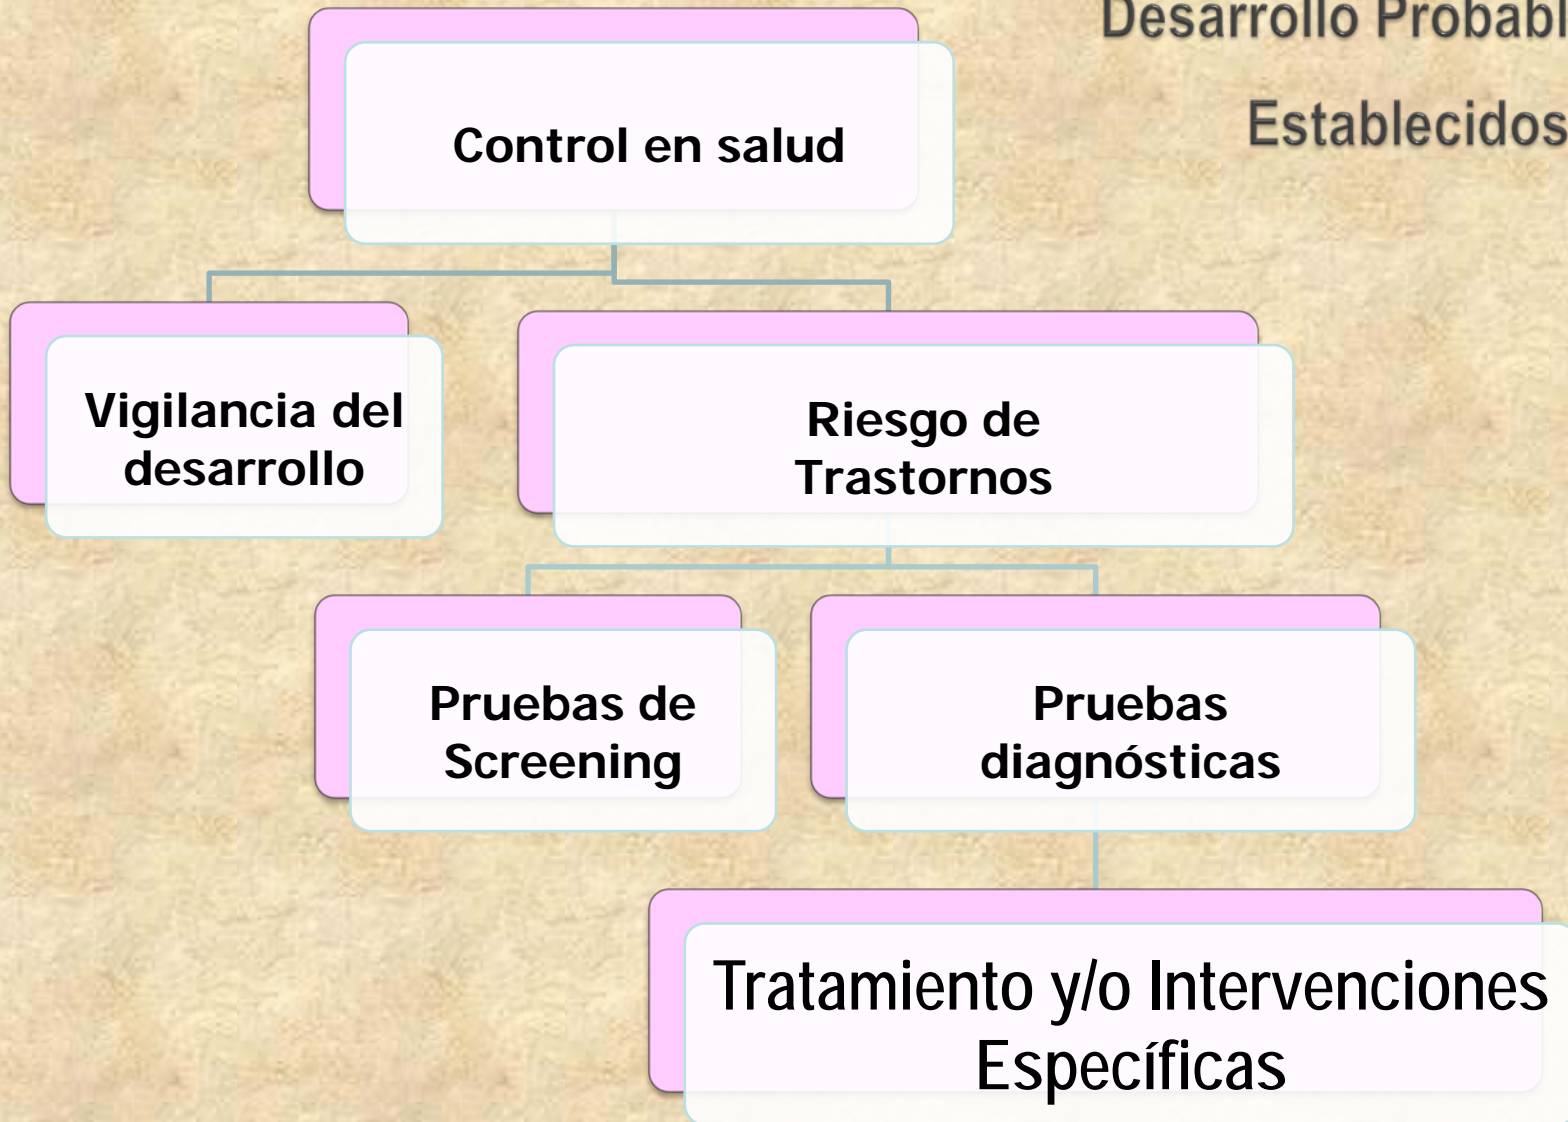 Desarrollo
Establecidos
Control en salud
Vigilancia del
desarrollo
Riesgo de
Trastornos
Pruebas de
Screening
Pruebas
diagnósticas
Tratamiento y/o Intervenciones
Específicas